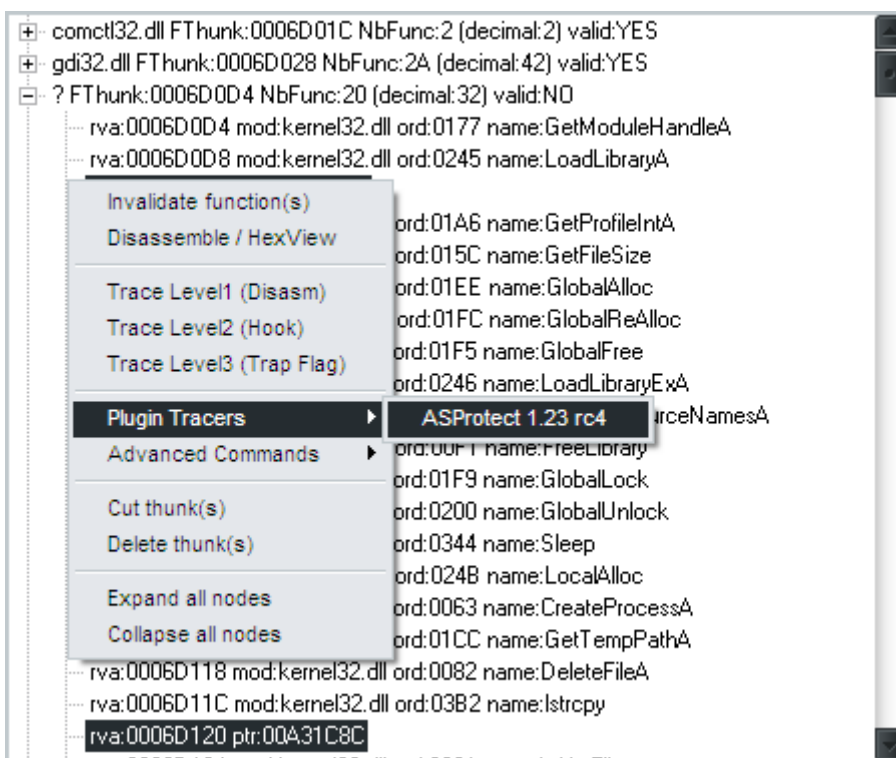 comctl32.dll FThunk:0006D01C NbFunc:2 (decimal:2) valid:YES
gdi32.dll FThunk:0006D028 NbFunc:2A (decimal:42) valid:YES
? FThunk:0006D0D4 NbFunc:20 (decimal:32) valid:NO
rva:0006D0D4 mod:kernel32.dll ord:0177 name:GetModuleHandleA
rva:0006D0D8 mod:kernel32.dll ord:0245 name:LoadLibraryA
Invalidate function(s)
Disassemble / HexView
Trace Level1 (Disasm)
Trace Level2 (Hook)
Trace Level3 (Trap Flag)
Plugin Tracers
ASProtect 1.23 rc4
Advanced Commands
Cut thunk(s)
Delete thunk(s)
Expand all nodes
Collapse all nodes
ord:01A6 name:GetProfileIntA
ord:015C name:GetFileSize
ord:01EE name:GlobalAlloc
ord:01FC name:GlobalReAlloc
ord:01F5 name:GlobalFree
ord:0246 name:LoadLibraryExA
rceNamesA
ord:00F1 name:FreeLibrary
ord:01F9 name:GlobalLock
ord:0200 name:GlobalUnlock
ord:0344 name:Sleep
ord:024B name:LocalAlloc
ord:0063 name:CreateProcessA
ord:01CC name:GetTempPathA
rva:0006D118 mod:kernel32.dll ord:0082 name:DeleteFileA
rva:0006D11C mod:kernel32.dll ord:03B2 name:lstrcpy
rva:0006D120 ptr:00A31C8C